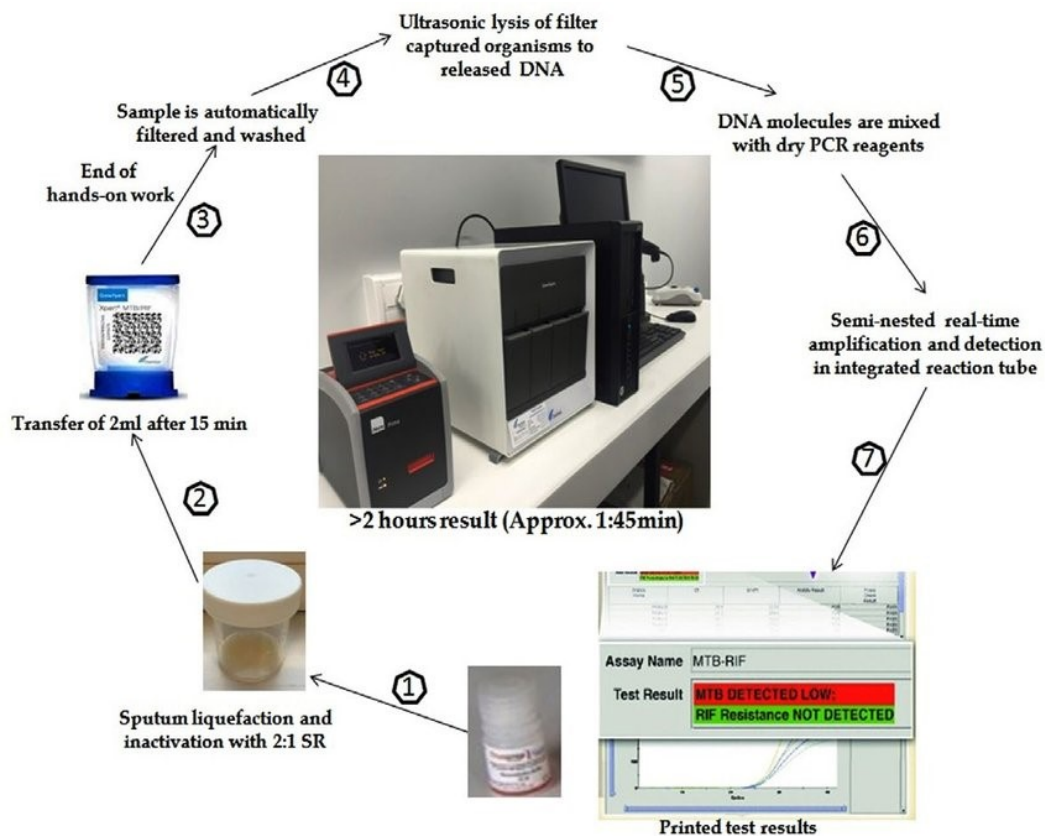 Ultrasonic lysis of filter
captured organisms to
released DNA
4
5
Sample is automatically
filtered and washed
DNA molecules are mixed
with dry PCR reagents
End of
hands-on work
3
6
Xpert® MTB/RIF
Semi-nested real-time
amplification and detection
in integrated reaction tube
Transfer of 2ml after 15 min
7
2
>2 hours result (Approx. 1:45min)
1
Sputum liquefaction and
inactivation with 2:1 SR
Assay Name MTB-RIF
Test Result MTB DETECTED LOW;
RIF Resistance NOT DETECTED
Printed test results